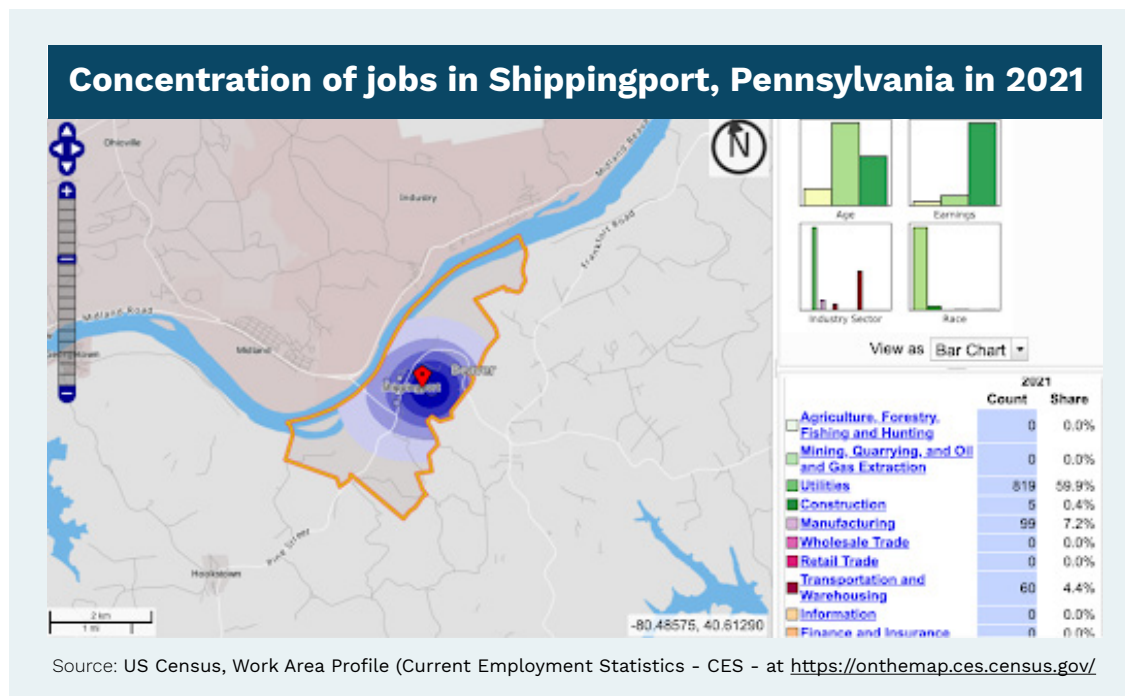 Concentration of jobs in Shippingport, Pennsylvania in 2021
Ohioville
Industry
Midland Road
Frankfort Road
N
Midland Road
Midland
Shippingport
Beaver
Pine Street
Hookstown
2 km
1 mi
-80.48575, 40.61290
Age
Earnings
Industry Sector
Race
View as Bar Chart
2021
Count Share
Agriculture, Forestry,
Fishing and Hunting 0 0.0%
Mining, Quarrying, and Oil
and Gas Extraction 0 0.0%
Utilities 819 59.9%
Construction 5 0.4%
Manufacturing 99 7.2%
Wholesale Trade 0 0.0%
Retail Trade 0 0.0%
Transportation and
Warehousing 60 4.4%
Information 0 0.0%
Finance and Insurance 0 0.0%
Source: US Census, Work Area Profile (Current Employment Statistics - CES - at https://onthemap.ces.census.gov/